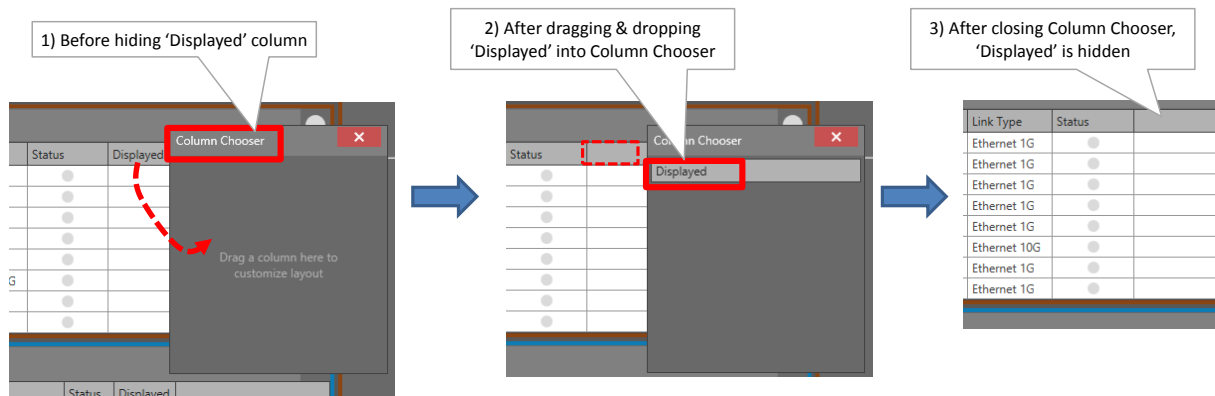 1) Before hiding ‘Displayed’ column
Column Chooser
Status
Displayed
Drag a column here to
customize layout
G
Status
Displayed
2) After dragging & dropping
‘Displayed’ into Column Chooser
Chooser
Status
Displayed
3) After closing Column Chooser,
‘Displayed’ is hidden
Link Type
Status
Ethernet 1G
Ethernet 1G
Ethernet 1G
Ethernet 1G
Ethernet 1G
Ethernet 10G
Ethernet 1G
Ethernet 1G